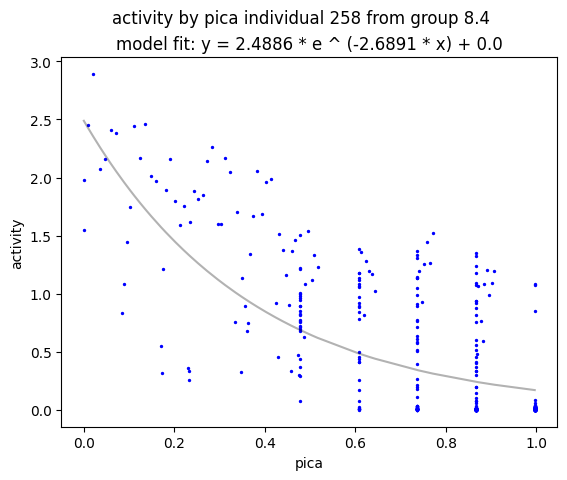 activity by pica individual 258 from group 8.4
model fit: y = 2.4886 * e ^ (-2.6891 * x) + 0.0
3.0
2.5
2.0
1.5
1.0
0.5
0.0
activity
0.0 0.2 0.4 0.6 0.8 1.0
pica